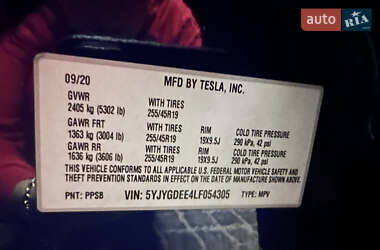 auto RIA
09/20 MFD BY TESLA, INC.
GVWR WITH TIRES
2405 kg (5302 lb) 255/45R19
GAWR FRT WITH TIRES RIM COLD TIRE PRESSURE
1363 kg (3004 lb) 255/45R19 19X9.5J 290 kPa, 42 psi
GAWR RR WITH TIRES RIM COLD TIRE PRESSURE
1636 kg (3606 lb) 255/45R19 19X9.5J 290 kPa, 42 psi
THIS VEHICLE CONFORMS TO ALL APPLICABLE U.S. FEDERAL MOTOR VEHICLE SAFETY AND
THEFT PREVENTION STANDARDS IN EFFECT ON THE DATE OF MANUFACTURE SHOWN ABOVE.
PNT: PPSB VIN: 5YJYGDEE4LF054305 TYPE: MPV